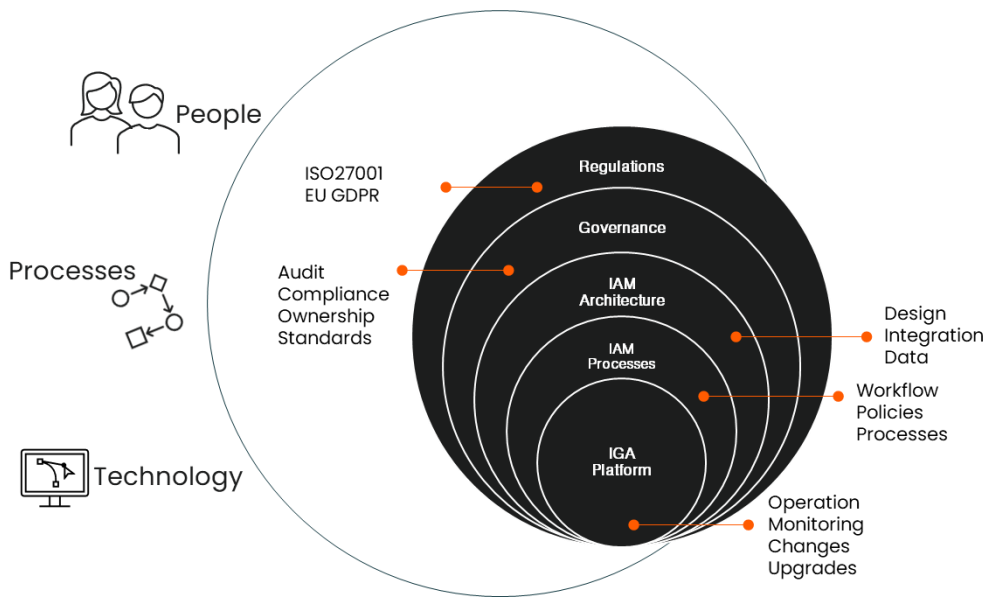 People
Processes
Technology
ISO27001
EU GDPR
Audit
Compliance
Ownership
Standards
Regulations
Governance
IAM
Architecture
IAM
Processes
IGA
Platform
Design
Integration
Data
Workflow
Policies
Processes
Operation
Monitoring
Changes
Upgrades